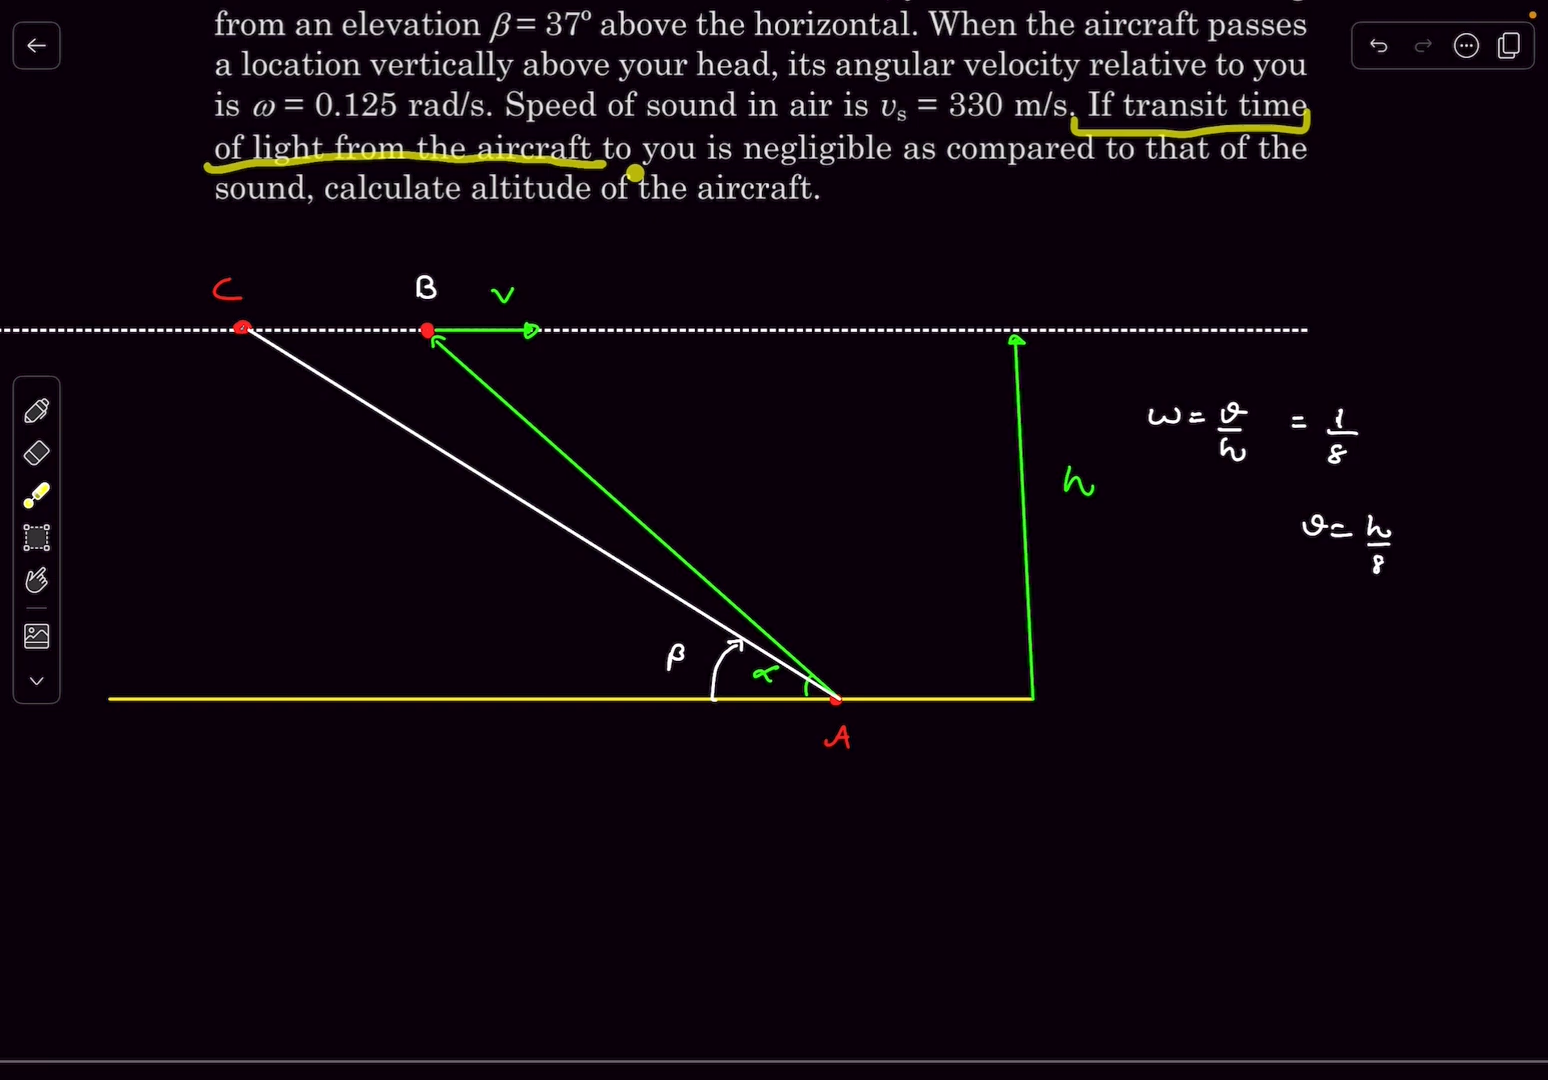 from an elevation β = 37º above the horizontal. When the aircraft passes
a location vertically above your head, its angular velocity relative to you
is ω = 0.125 rad/s. Speed of sound in air is vₛ = 330 m/s. If transit time
of light from the aircraft to you is negligible as compared to that of the
sound, calculate altitude of the aircraft.
C B v
ω = v/h = 1/8
h
v = h/8
β α
A